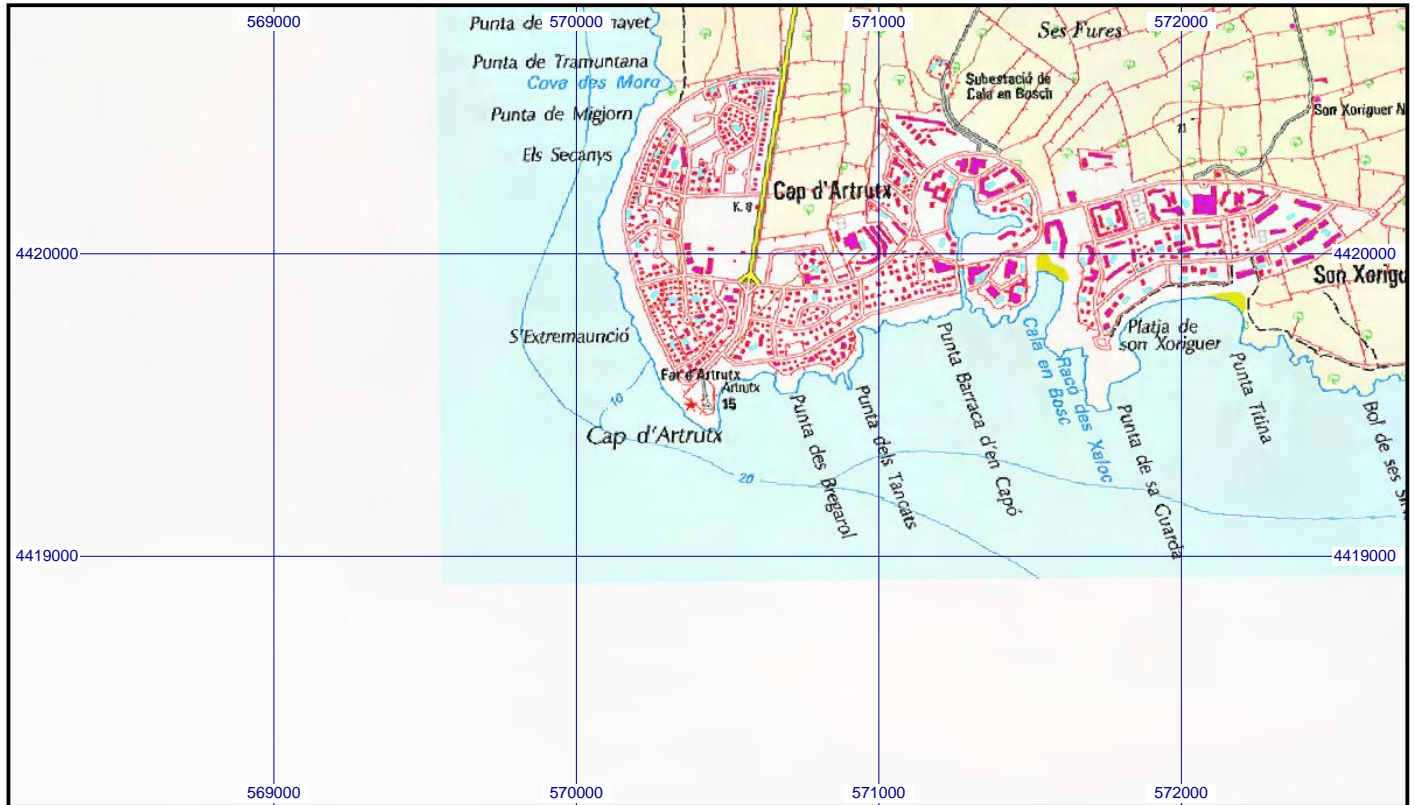 569000
570000
571000
572000
Punta de
navet
Ses Fures
Punta de Tramuntana
Cova des Moro
Subestació de
Cala en Bosch
Punta de Migjorn
Son Xoriguer N
11
Els Secanys
Cap d'Artrutx
K. 8
4420000
4420000
Son Xorigu
S'Extremaunció
Platja de
son Xoriguer
Far d'Artrutx
Artrutx
15
10
Cap d'Artrutx
20
Punta des Bregarol
Punta dels Tancats
Punta Barraca d'en Capó
Cala en Bosc
Racó des Xaloc
Punta de sa Guarda
Punta Titina
Bol de ses
4419000
4419000
569000
570000
571000
572000